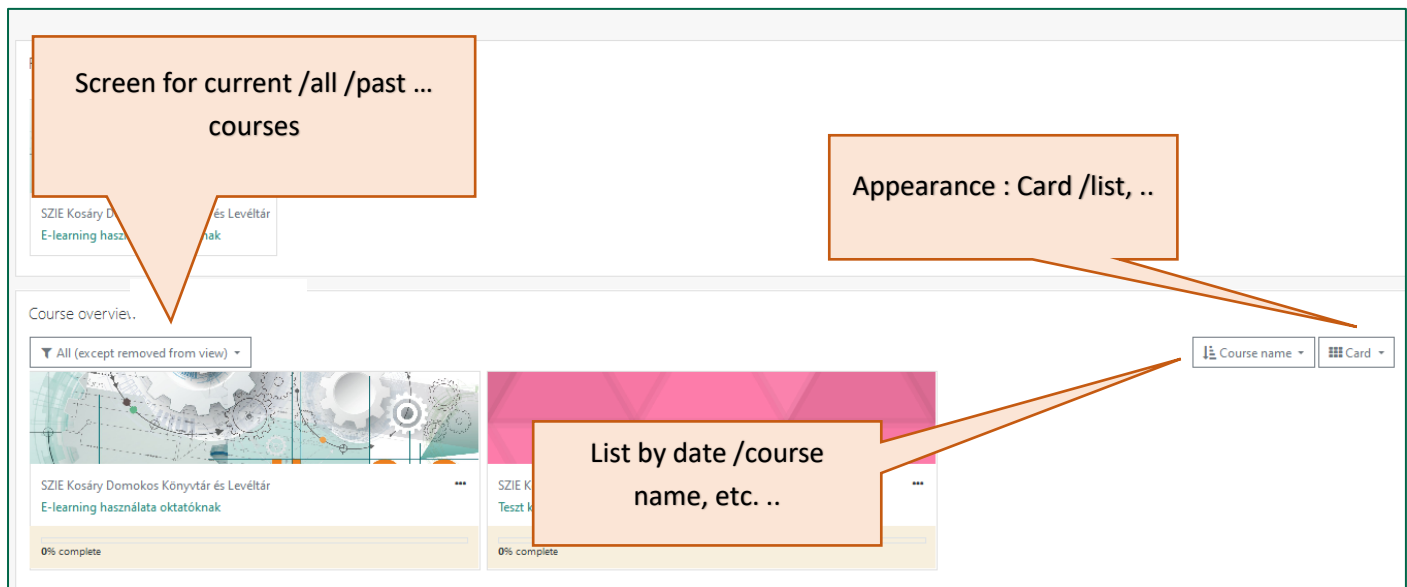 Screen for current /all /past ...
courses
Appearance : Card /list, ..
SZIE Kosáry és Levéltár
E-learning
Course overview
All (except removed from view)
Course name
Card
List by date /course
name, etc. ..
SZIE Kosáry Domokos Könyvtár és Levéltár
E-learning használata oktatóknak
0% complete
SZIE
Teszt
0% complete